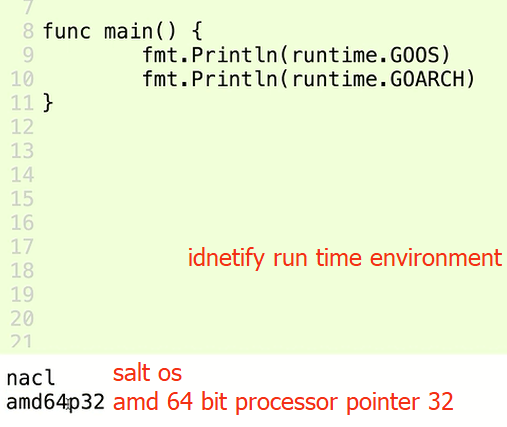 7
8 func main() {
9 fmt.Println(runtime.GOOS)
10 fmt.Println(runtime.GOARCH)
11 }
12
13
14
15
16
17
idnetify run time environment
18
19
20
21
nacl salt os
amd64p32 amd 64 bit processor pointer 32